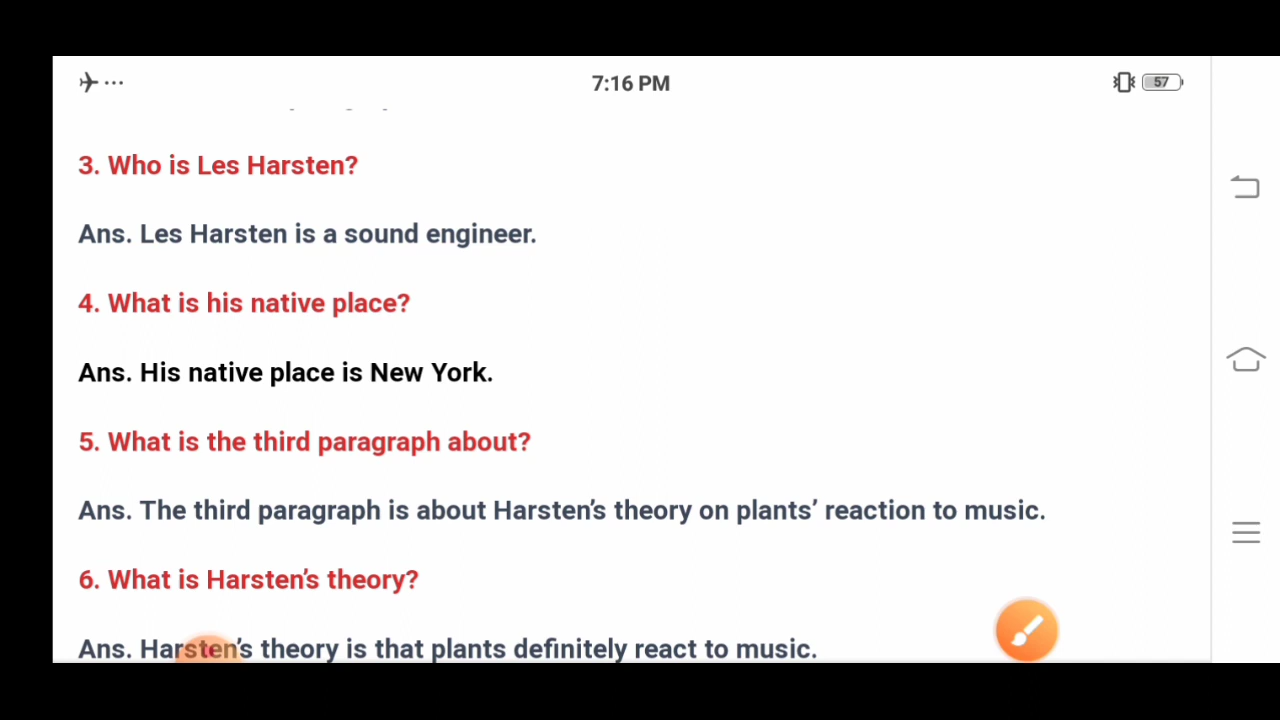 7:16 PM
57
3. Who is Les Harsten?
Ans. Les Harsten is a sound engineer.
4. What is his native place?
Ans. His native place is New York.
5. What is the third paragraph about?
Ans. The third paragraph is about Harsten’s theory on plants’ reaction to music.
6. What is Harsten’s theory?
Ans. Harsten’s theory is that plants definitely react to music.